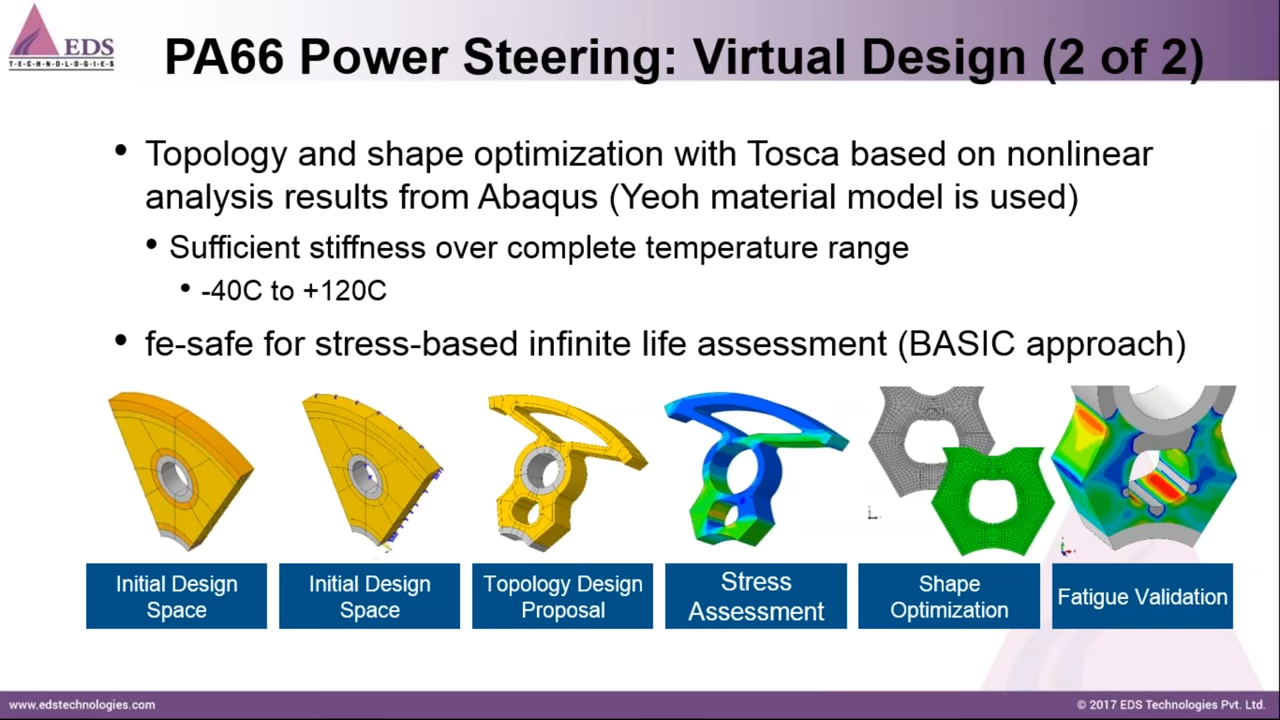 EDS
TECHNOLOGIES
PA66 Power Steering: Virtual Design (2 of 2)
• Topology and shape optimization with Tosca based on nonlinear
analysis results from Abaqus (Yeoh material model is used)
• Sufficient stiffness over complete temperature range
• -40C to +120C
• fe-safe for stress-based infinite life assessment (BASIC approach)
Initial Design
Space
Initial Design
Space
Topology Design
Proposal
Stress
Assessment
Shape
Optimization
Fatigue Validation
www.edstechnologies.com
© 2017 EDS Technologies Pvt. Ltd.